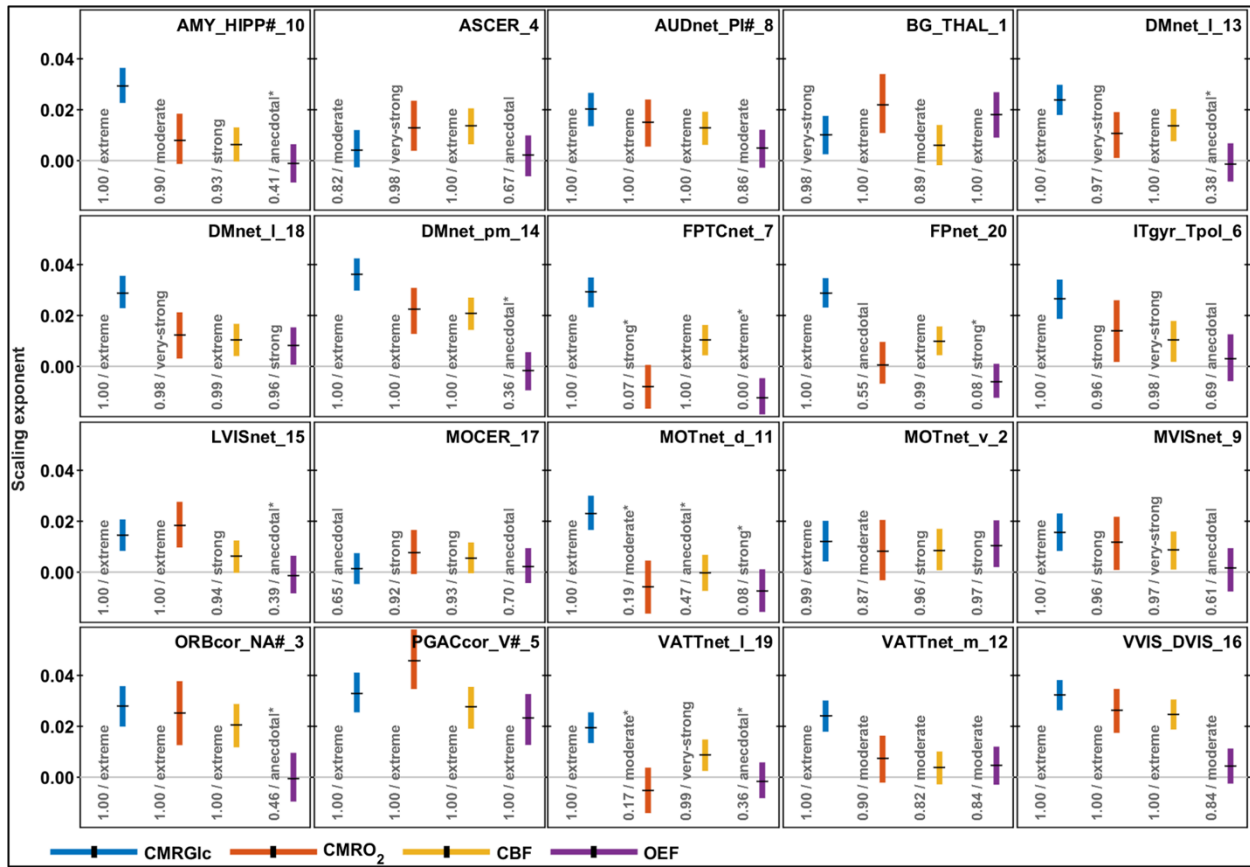 AMY_HIPP#_10
ASCER_4
AUDnet_PI#_8
BG_THAL_1
DMnet_l_13
0.04
0.02
0.00
1.00 / extreme
0.90 / moderate
0.93 / strong
0.41 / anecdotal*
0.82 / moderate
0.98 / very-strong
1.00 / extreme
0.67 / anecdotal
1.00 / extreme
1.00 / extreme
1.00 / extreme
0.86 / moderate
0.98 / very-strong
1.00 / extreme
0.89 / moderate
1.00 / extreme
1.00 / extreme
0.97 / very-strong
1.00 / extreme
0.38 / anecdotal*
DMnet_l_18
DMnet_pm_14
FPTCnet_7
FPnet_20
ITgyr_Tpol_6
0.04
0.02
0.00
1.00 / extreme
0.98 / very-strong
0.99 / extreme
0.96 / strong
1.00 / extreme
1.00 / extreme
1.00 / extreme
0.36 / anecdotal*
1.00 / extreme
0.07 / strong*
1.00 / extreme
0.00 / extreme*
1.00 / extreme
0.55 / anecdotal
0.99 / extreme
0.08 / strong*
1.00 / extreme
0.96 / strong
0.98 / very-strong
0.69 / anecdotal
Scaling exponent
LVISnet_15
MOCER_17
MOTnet_d_11
MOTnet_v_2
MVISnet_9
0.04
0.02
0.00
1.00 / extreme
1.00 / extreme
0.94 / strong
0.39 / anecdotal*
0.65 / anecdotal
0.92 / strong
0.93 / strong
0.70 / anecdotal
1.00 / extreme
0.19 / moderate*
0.47 / anecdotal*
0.08 / strong*
0.99 / extreme
0.87 / moderate
0.96 / strong
0.97 / strong
1.00 / extreme
0.96 / strong
0.97 / very-strong
0.61 / anecdotal
ORBcor_NA#_3
PGACcor_V#_5
VATTnet_l_19
VATTnet_m_12
VVIS_DVIS_16
0.04
0.02
0.00
1.00 / extreme
1.00 / extreme
1.00 / extreme
0.46 / anecdotal*
1.00 / extreme
1.00 / extreme
1.00 / extreme
1.00 / extreme
1.00 / extreme
0.17 / moderate*
0.99 / very-strong
0.36 / anecdotal*
1.00 / extreme
0.90 / moderate
0.82 / moderate
0.84 / moderate
1.00 / extreme
1.00 / extreme
1.00 / extreme
0.84 / moderate
CMRGlc
CMRO₂
CBF
OEF